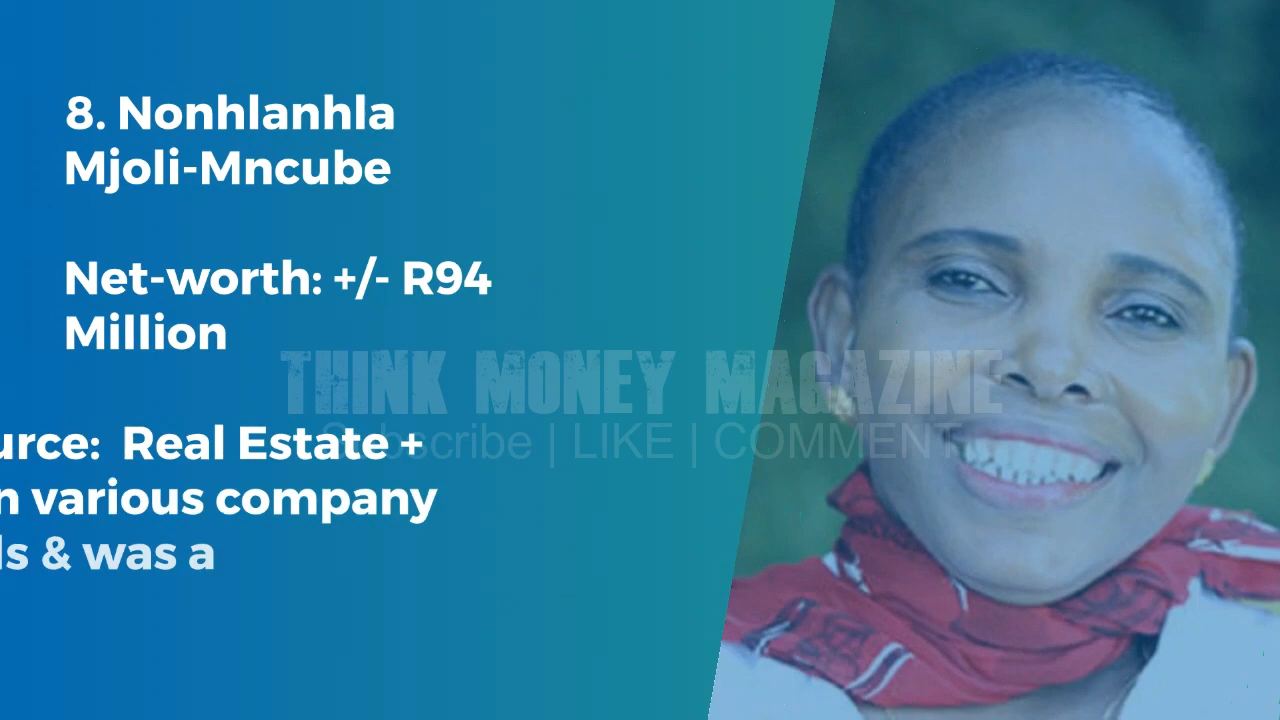 8. Nonhlanhla
Mjoli-Mncube
Net-worth: +/- R94
Million
THINK MONEY MAGAZINE
Subscribe | LIKE | COMMENT
urce: Real Estate +
n various company
ls & was a